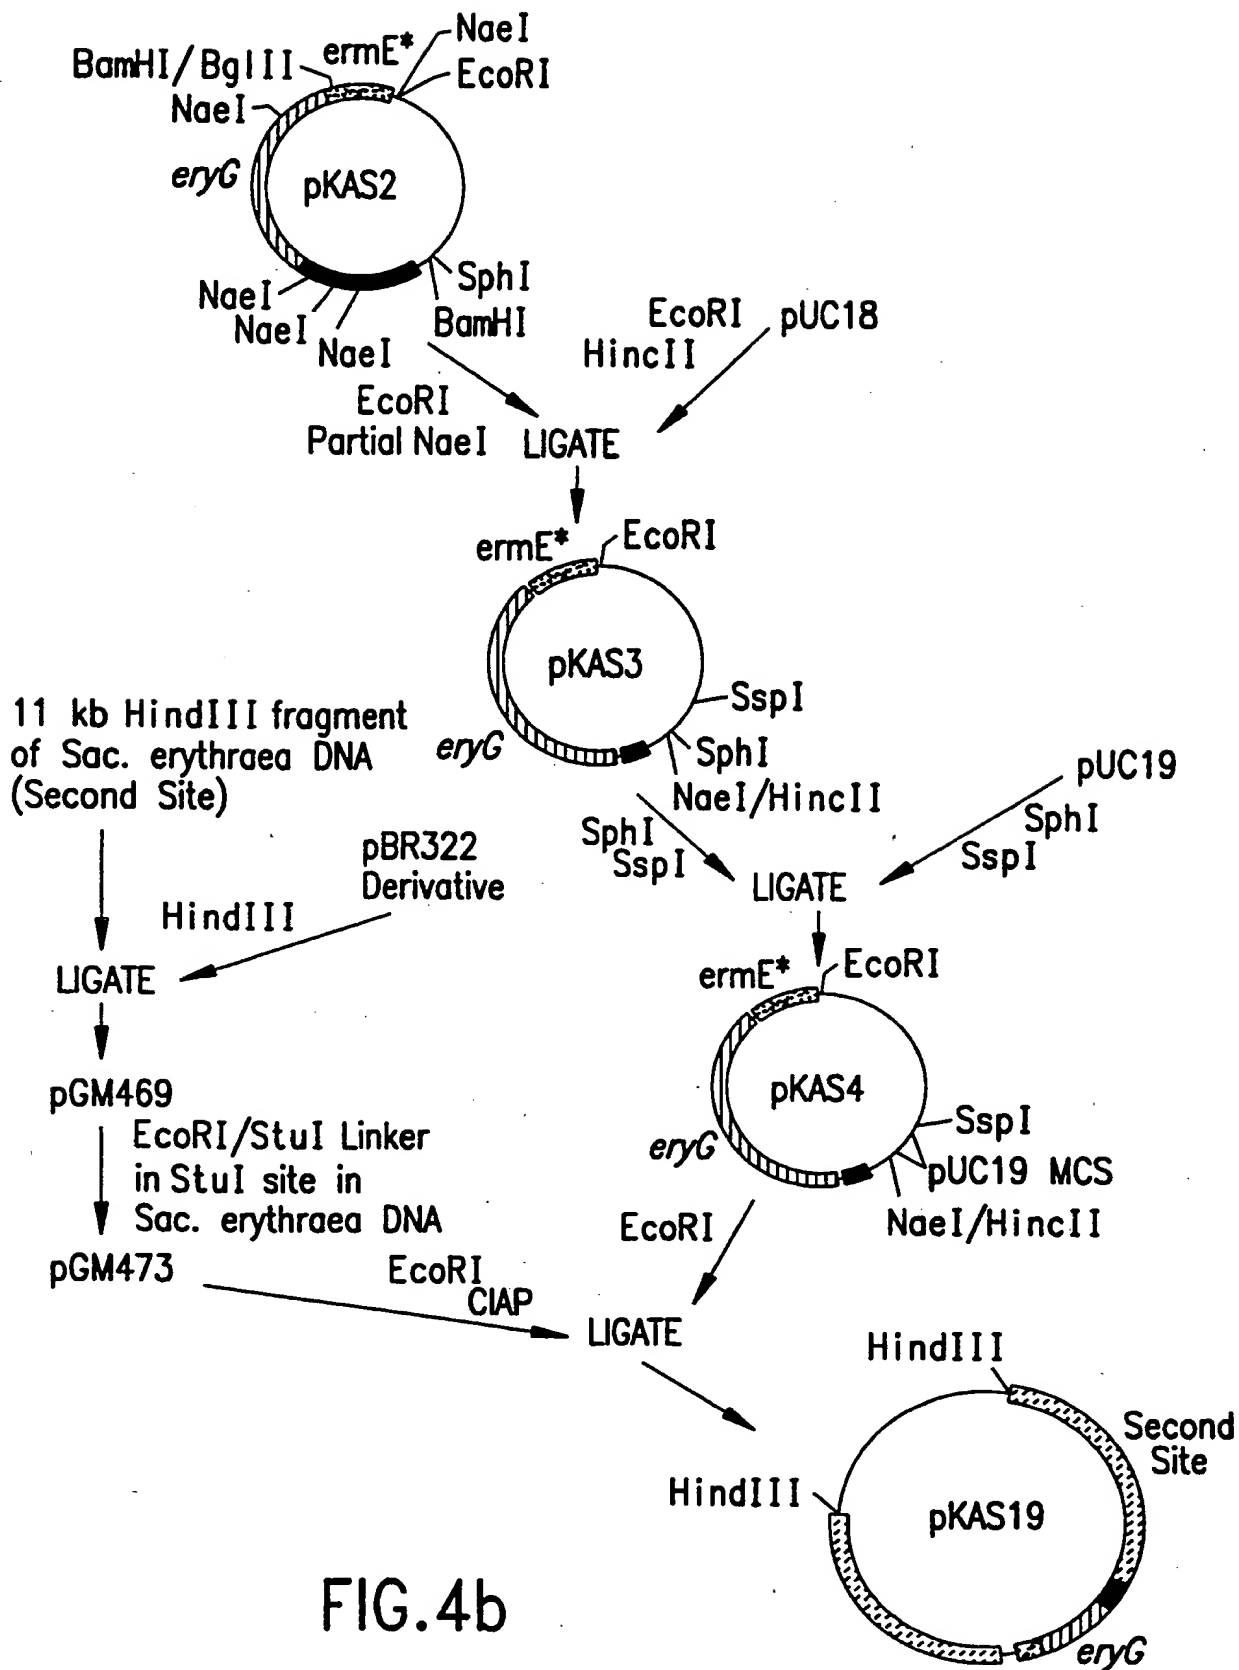 NaeI
ermE*
BamHI/BglII
EcoRI
NaeI
eryG
pKAS2
SphI
NaeI
BamHI
NaeI
NaeI
EcoRI
pUC18
HincII
EcoRI
Partial NaeI
LIGATE
ermE*
EcoRI
pKAS3
SspI
eryG
SphI
NaeI/HincII
11 kb HindIII fragment
of Sac. erythraea DNA
(Second Site)
pUC19
SphI
SspI
SphI
SspI
LIGATE
pBR322
Derivative
HindIII
LIGATE
ermE*
EcoRI
pKAS4
SspI
eryG
pUC19 MCS
NaeI/HincII
pGM469
EcoRI/StuI Linker
in StuI site in
Sac. erythraea DNA
pGM473
EcoRI
CIAP
EcoRI
LIGATE
HindIII
Second
Site
HindIII
pKAS19
eryG
FIG.4b